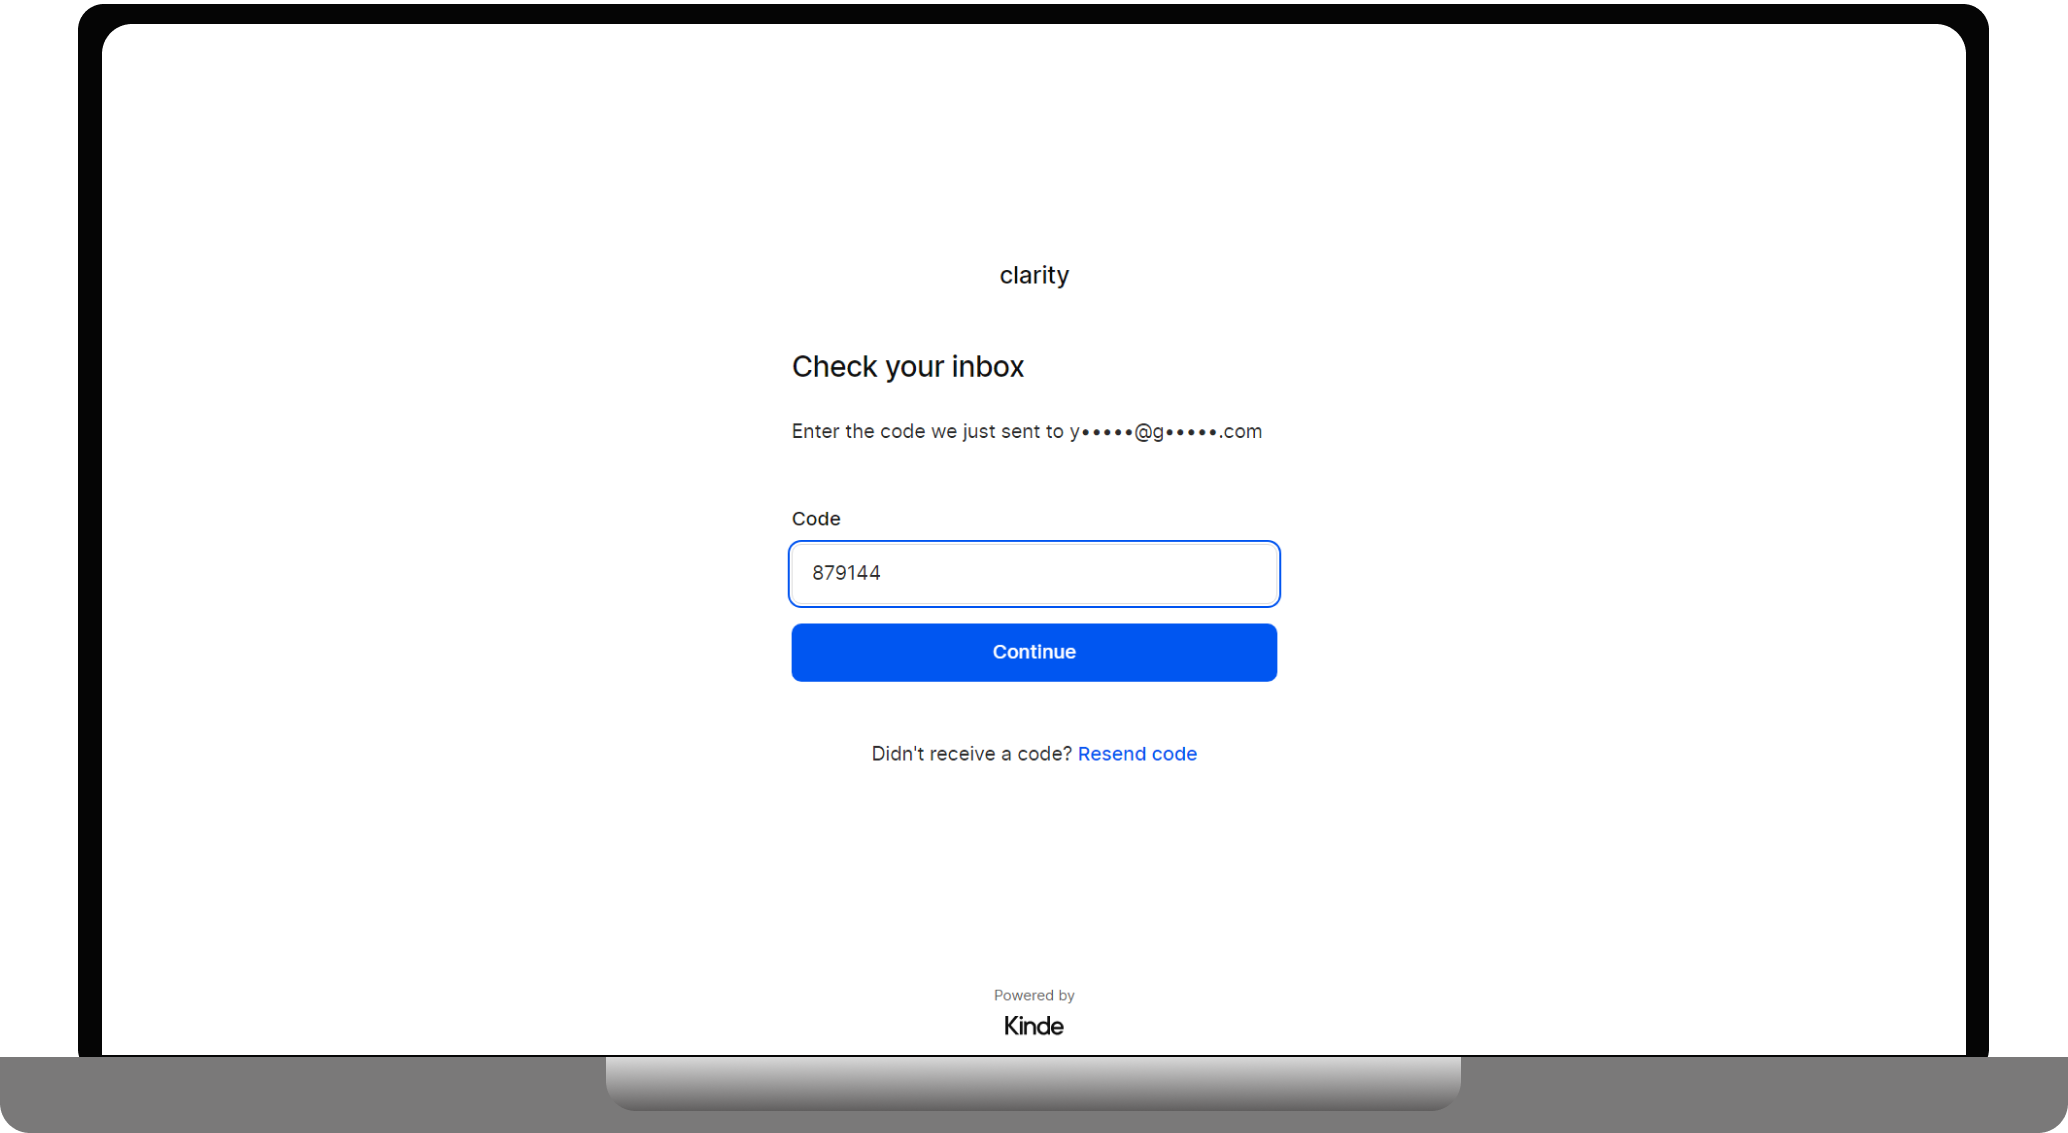 clarity
Check your inbox
Enter the code we just sent to y•••••@g•••••.com
Code
879144
Continue
Didn't receive a code? Resend code
Powered by
Kinde